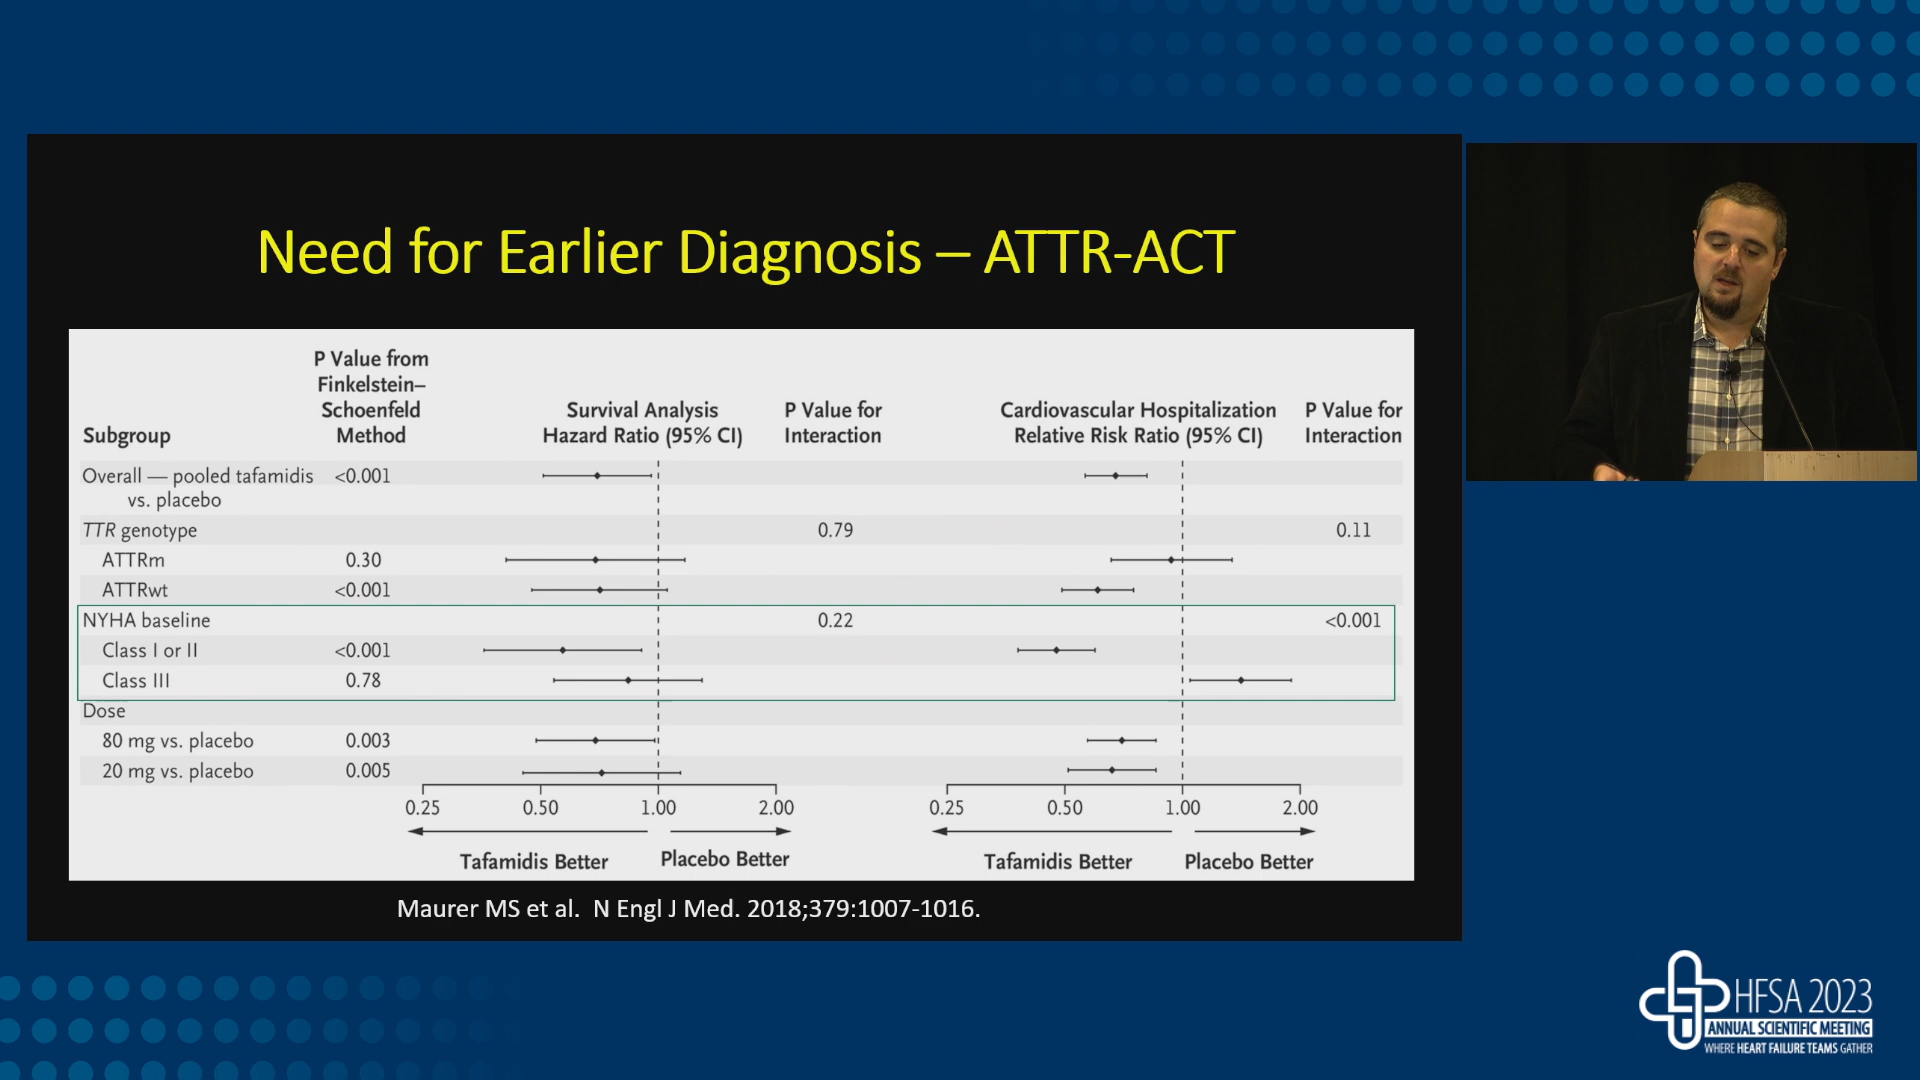 Need for Earlier Diagnosis – ATTR-ACT
P Value from
Finkelstein–
Schoenfeld
Method
Subgroup
Survival Analysis
Hazard Ratio (95% CI)
P Value for
Interaction
Cardiovascular Hospitalization
Relative Risk Ratio (95% CI)
P Value for
Interaction
Overall — pooled tafamidis <0.001
vs. placebo
TTR genotype 0.79 0.11
ATTRm 0.30
ATTRwt <0.001
NYHA baseline 0.22 <0.001
Class I or II <0.001
Class III 0.78
Dose
80 mg vs. placebo 0.003
20 mg vs. placebo 0.005
0.25 0.50 1.00 2.00 0.25 0.50 1.00 2.00
Tafamidis Better Placebo Better Tafamidis Better Placebo Better
Maurer MS et al. N Engl J Med. 2018;379:1007-1016.
HFSA 2023
ANNUAL SCIENTIFIC MEETING
WHERE HEART FAILURE TEAMS GATHER